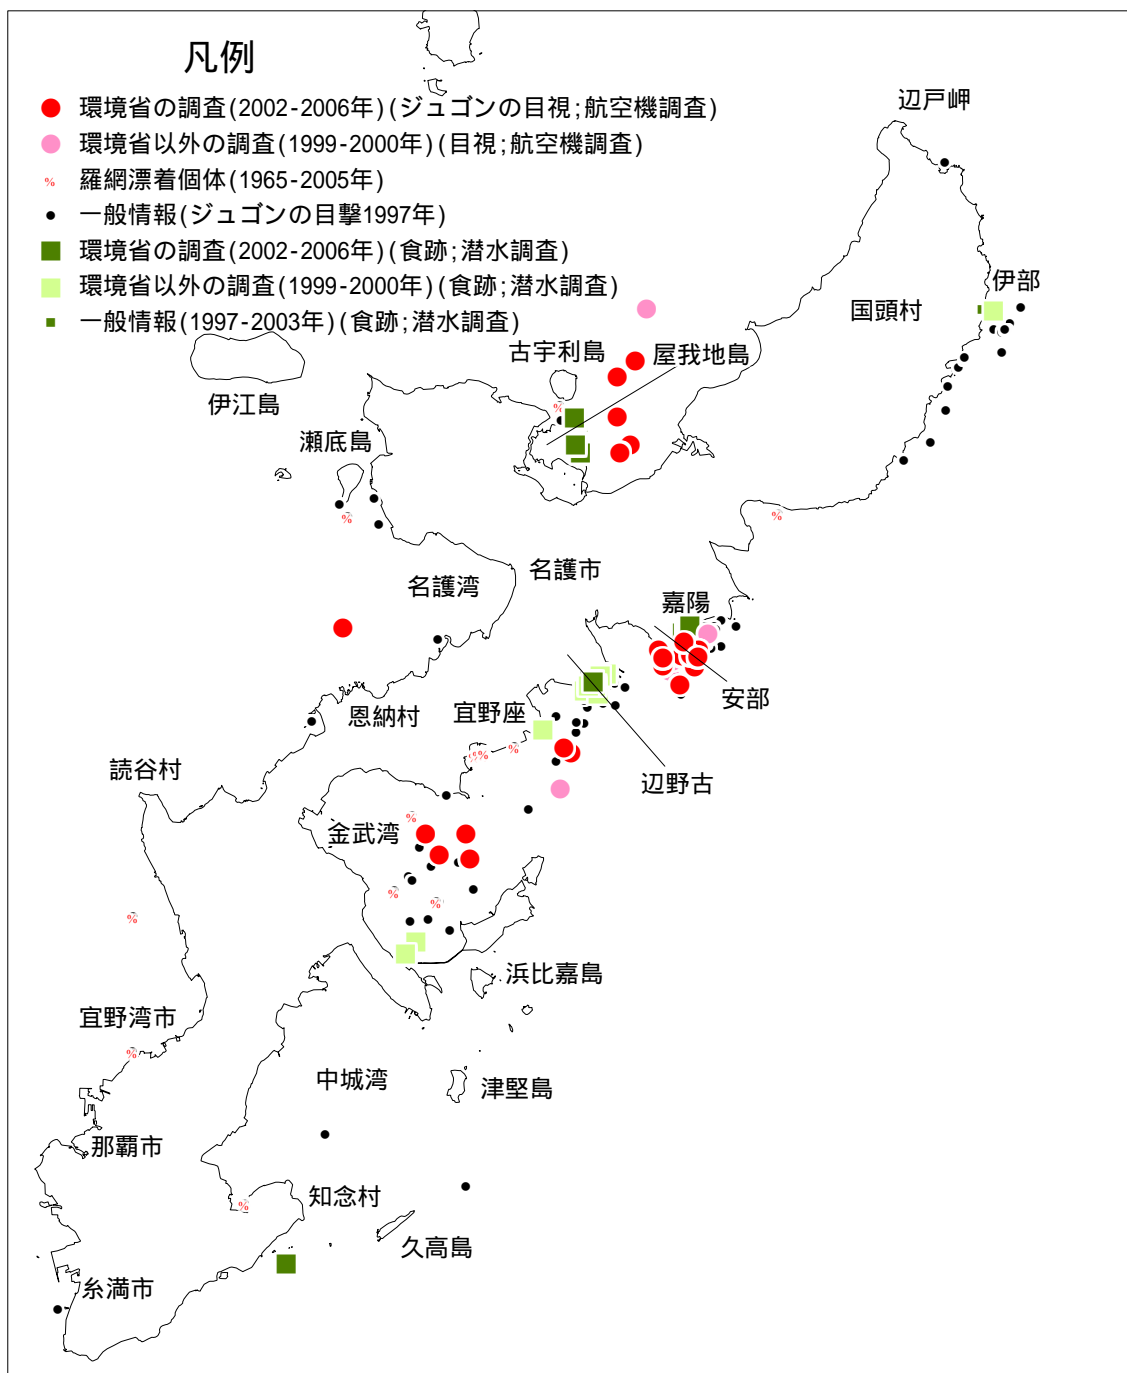 凡例
環境省の調査(2002-2006年)(ジュゴンの目視;航空機調査)
環境省以外の調査(1999-2000年)(目視;航空機調査)
% 羅網漂着個体(1965-2005年)
一般情報(ジュゴンの目撃1997年)
環境省の調査(2002-2006年)(食跡;潜水調査)
環境省以外の調査(1999-2000年)(食跡;潜水調査)
一般情報(1997-2003年)(食跡;潜水調査)
辺戸岬
伊部
国頭村
古宇利島
屋我地島
伊江島
%
瀬底島
%
%
名護市
名護湾
嘉陽
安部
宜野座
恩納村
%
%
%
辺野古
読谷村
%
金武湾
%
%
%
浜比嘉島
宜野湾市
%
中城湾
津堅島
那覇市
知念村
%
久高島
糸満市